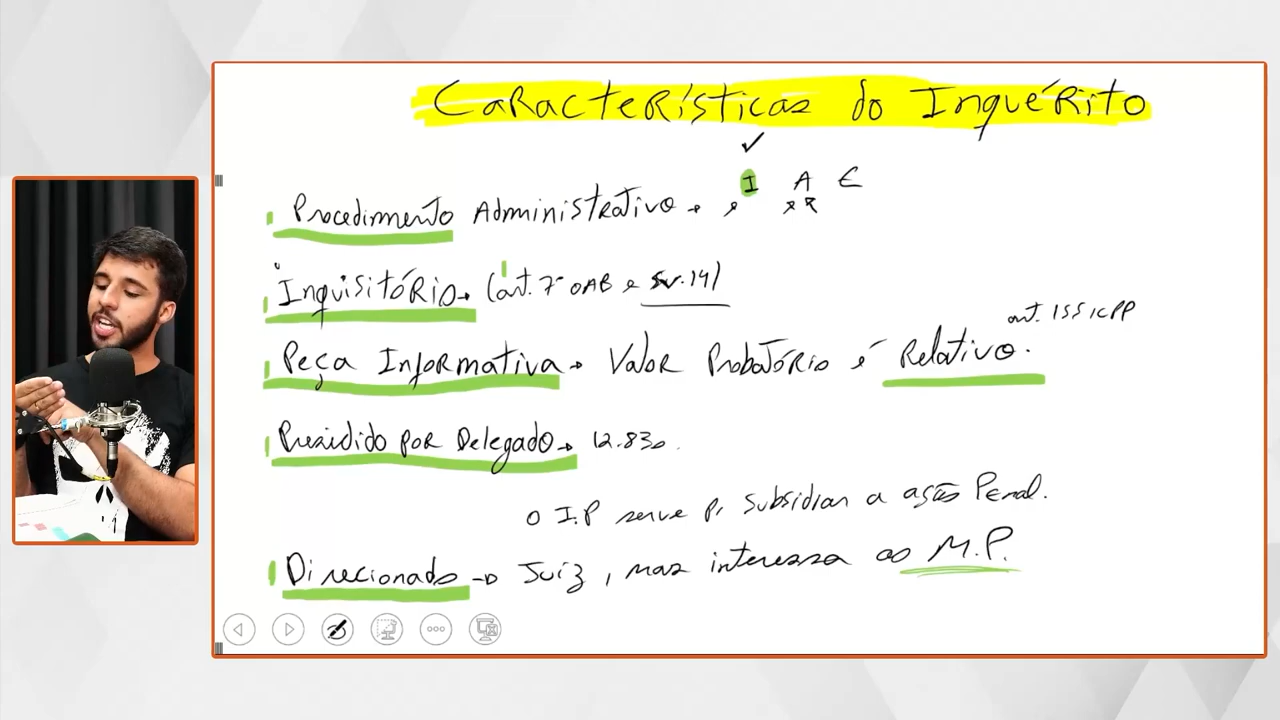 Características do Inquérito
I A E
Procedimento Administrativo →
Inquisitório → (art. 7º OAB e SV.14)
art. 155 CPP
Peça Informativa → Valor Probatório é Relativo.
Presidido por Delegado → 12.830.
O I.P serve p/ subsidiar a ação Penal.
Direcionado → Juiz, mas interessa ao M.P.